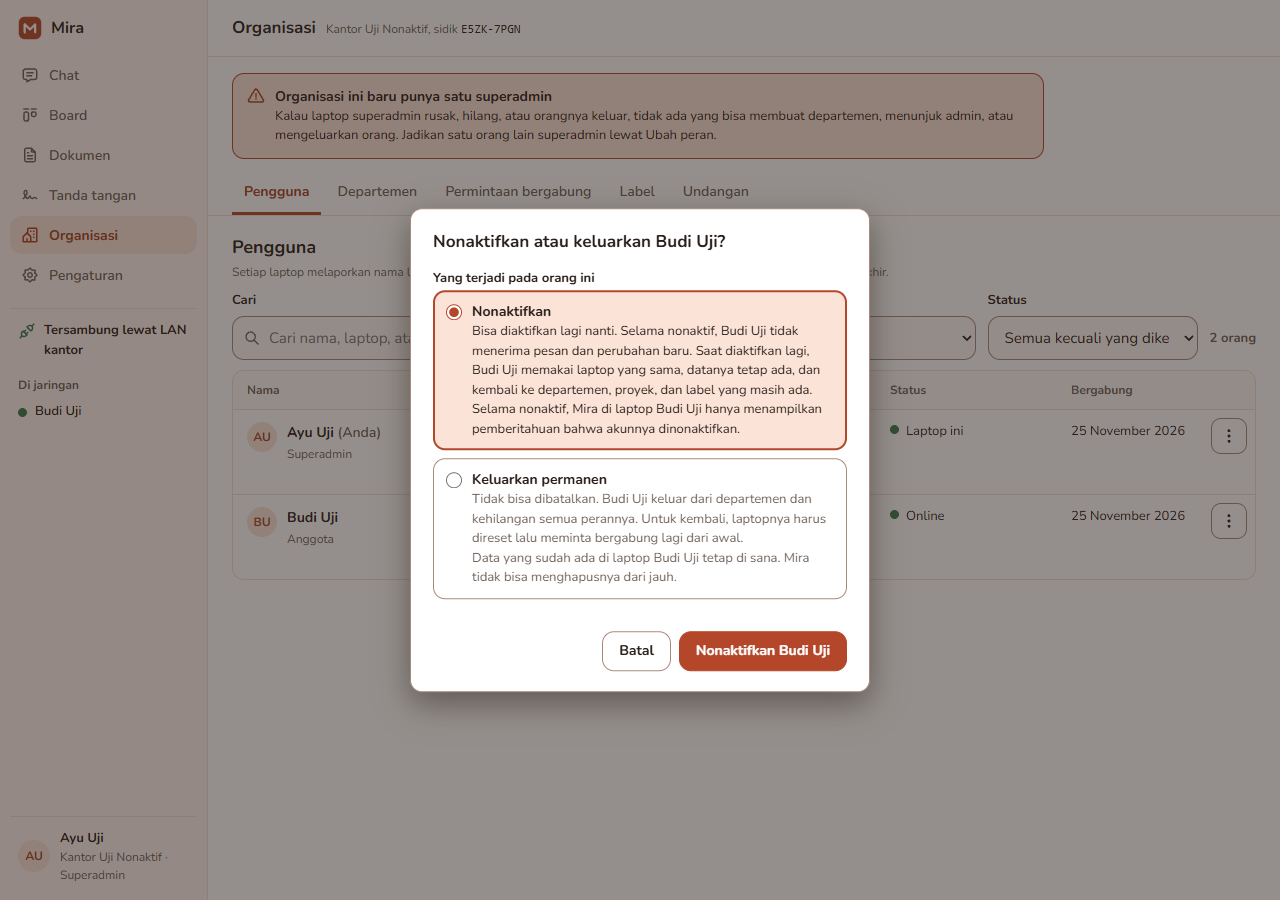 Mira
Chat
Board
Dokumen
Tanda tangan
Organisasi
Pengaturan
Tersambung lewat LAN
kantor
Di jaringan
Budi Uji
AU
Ayu Uji
Kantor Uji Nonaktif ·
Superadmin
Organisasi Kantor Uji Nonaktif, sidik E5ZK-7PGN
Organisasi ini baru punya satu superadmin
Kalau laptop superadmin rusak, hilang, atau orangnya keluar, tidak ada yang bisa membuat departemen, menunjuk admin, atau
mengeluarkan orang. Jadikan satu orang lain superadmin lewat Ubah peran.
Pengguna Departemen Permintaan bergabung Label Undangan
Pengguna
Setiap laptop melaporkan nama
Cari Status
Cari nama, laptop, Semua kecuali yang dike 2 orang
Nama Status Bergabung
AU Ayu Uji (Anda) Laptop ini 25 November 2026
Superadmin
BU Budi Uji Online 25 November 2026
Anggota
Nonaktifkan atau keluarkan Budi Uji?
Yang terjadi pada orang ini
Nonaktifkan
Bisa diaktifkan lagi nanti. Selama nonaktif, Budi Uji tidak
menerima pesan dan perubahan baru. Saat diaktifkan lagi,
Budi Uji memakai laptop yang sama, datanya tetap ada, dan
kembali ke departemen, proyek, dan label yang masih ada.
Selama nonaktif, Mira di laptop Budi Uji hanya menampilkan
pemberitahuan bahwa akunnya dinonaktifkan.
Keluarkan permanen
Tidak bisa dibatalkan. Budi Uji keluar dari departemen dan
kehilangan semua perannya. Untuk kembali, laptopnya harus
direset lalu meminta bergabung lagi dari awal.
Data yang sudah ada di laptop Budi Uji tetap di sana. Mira
tidak bisa menghapusnya dari jauh.
Batal Nonaktifkan Budi Uji